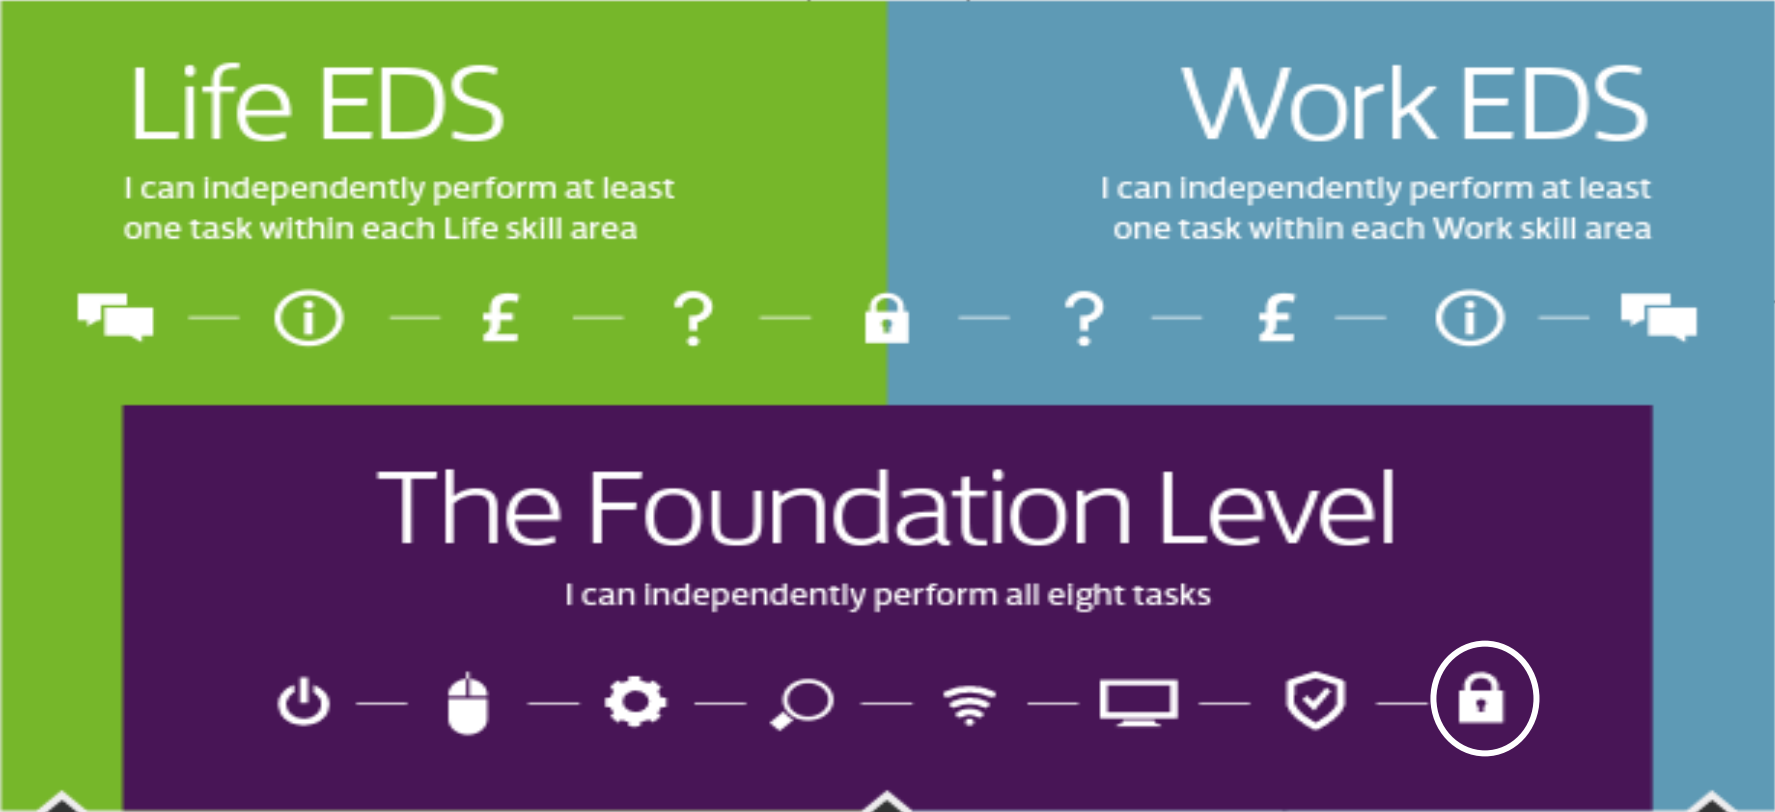 Life EDS
I can independently perform at least
one task within each Life skill area
Work EDS
I can independently perform at least
one task within each Work skill area
£ ? ? £
The Foundation Level
I can independently perform all eight tasks